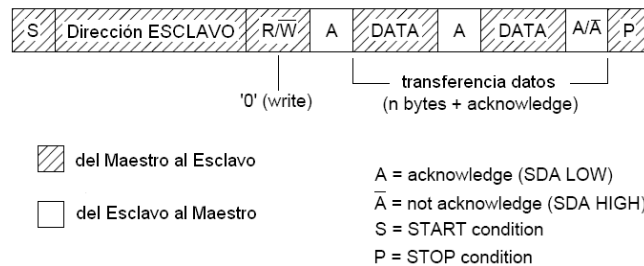 S Dirección ESCLAVO R/W̅ A DATA A DATA A/A̅ P
'0' (write)
transferencia datos
(n bytes + acknowledge)
del Maestro al Esclavo
del Esclavo al Maestro
A = acknowledge (SDA LOW)
A̅ = not acknowledge (SDA HIGH)
S = START condition
P = STOP condition